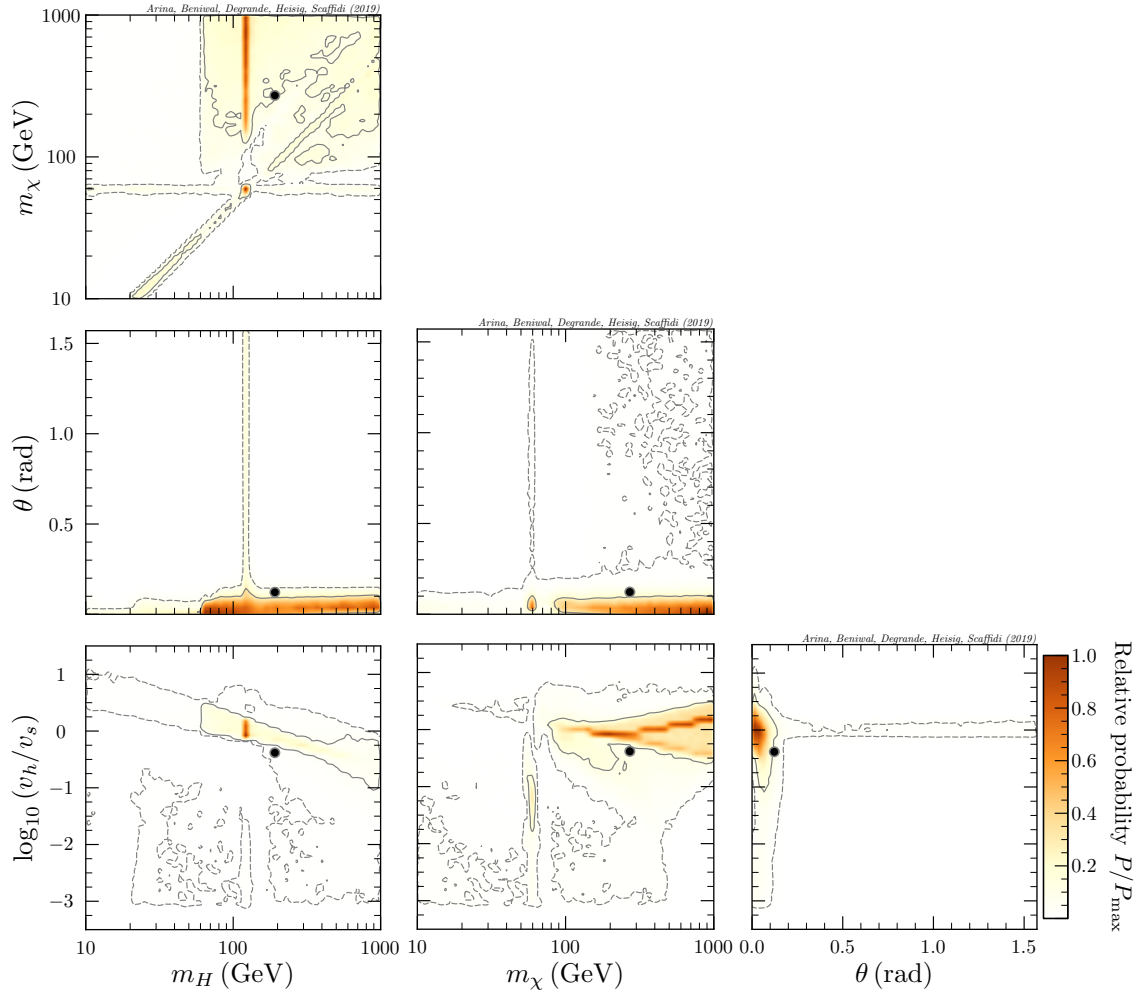 Arina, Beniwal, Degrande, Heisig, Scaffidi (2019)
1000
100
10
m_χ (GeV)
Arina, Beniwal, Degrande, Heisig, Scaffidi (2019)
1.5
1.0
0.5
θ (rad)
Arina, Beniwal, Degrande, Heisig, Scaffidi (2019)
1
0
−1
−2
−3
log₁₀ (v_h/v_s)
10 100 1000
m_H (GeV)
10 100 1000
m_χ (GeV)
0.0 0.5 1.0 1.5
θ (rad)
1.0
0.8
0.6
0.4
0.2
Relative probability P/P_max